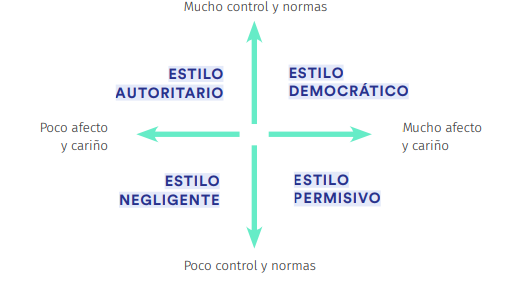 Mucho control y normas
ESTILO
AUTORITARIO
ESTILO
DEMOCRÁTICO
Poco afecto
y cariño
Mucho afecto
y cariño
ESTILO
NEGLIGENTE
ESTILO
PERMISIVO
Poco control y normas